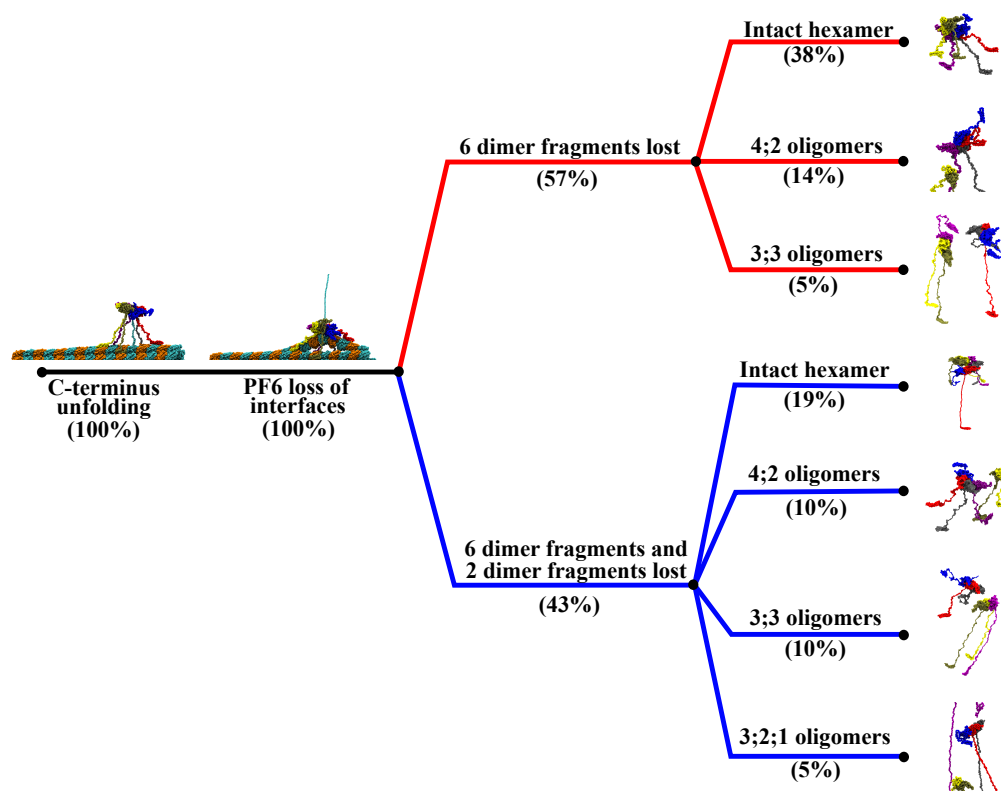 C-terminus
unfolding
(100%)
PF6 loss of
interfaces
(100%)
6 dimer fragments lost
(57%)
Intact hexamer
(38%)
4;2 oligomers
(14%)
3;3 oligomers
(5%)
6 dimer fragments and
2 dimer fragments lost
(43%)
Intact hexamer
(19%)
4;2 oligomers
(10%)
3;3 oligomers
(10%)
3;2;1 oligomers
(5%)